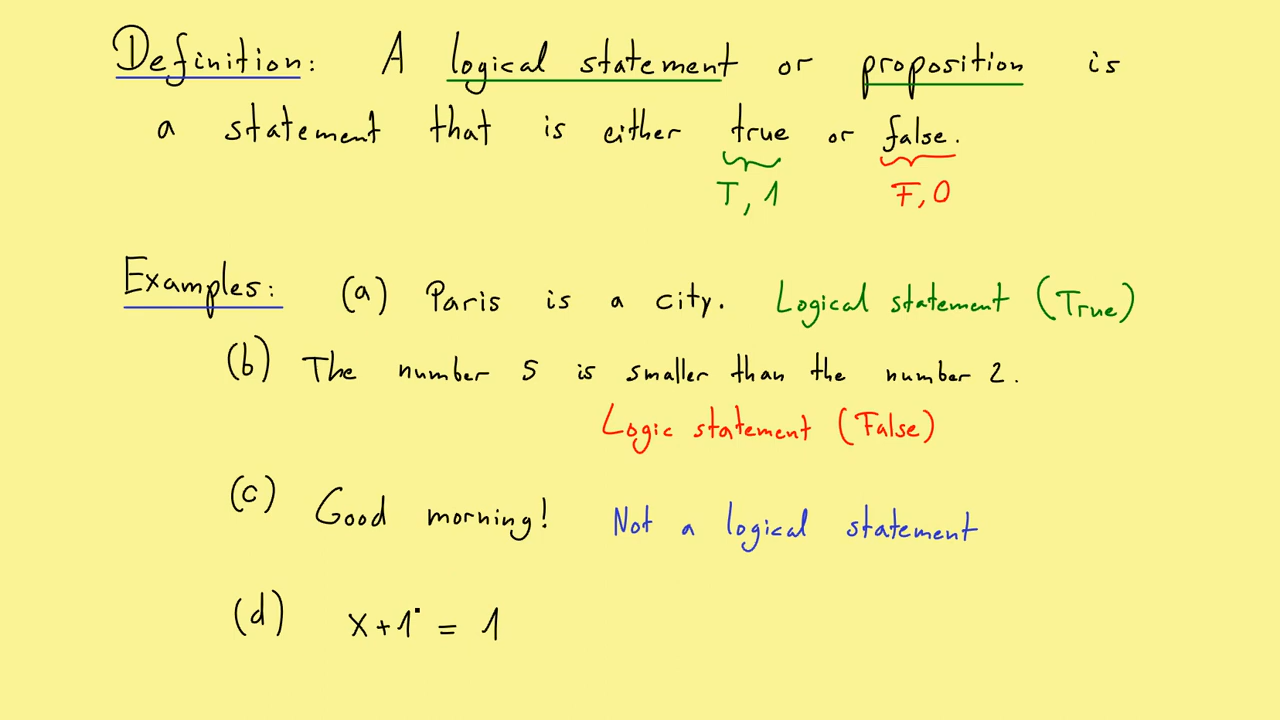 Definition: A logical statement or proposition is
a statement that is either true or false.
T, 1 F, 0
Examples: (a) Paris is a city. Logical statement (True)
(b) The number 5 is smaller than the number 2.
Logic statement (False)
(c) Good morning! Not a logical statement
(d) x + 1 = 1